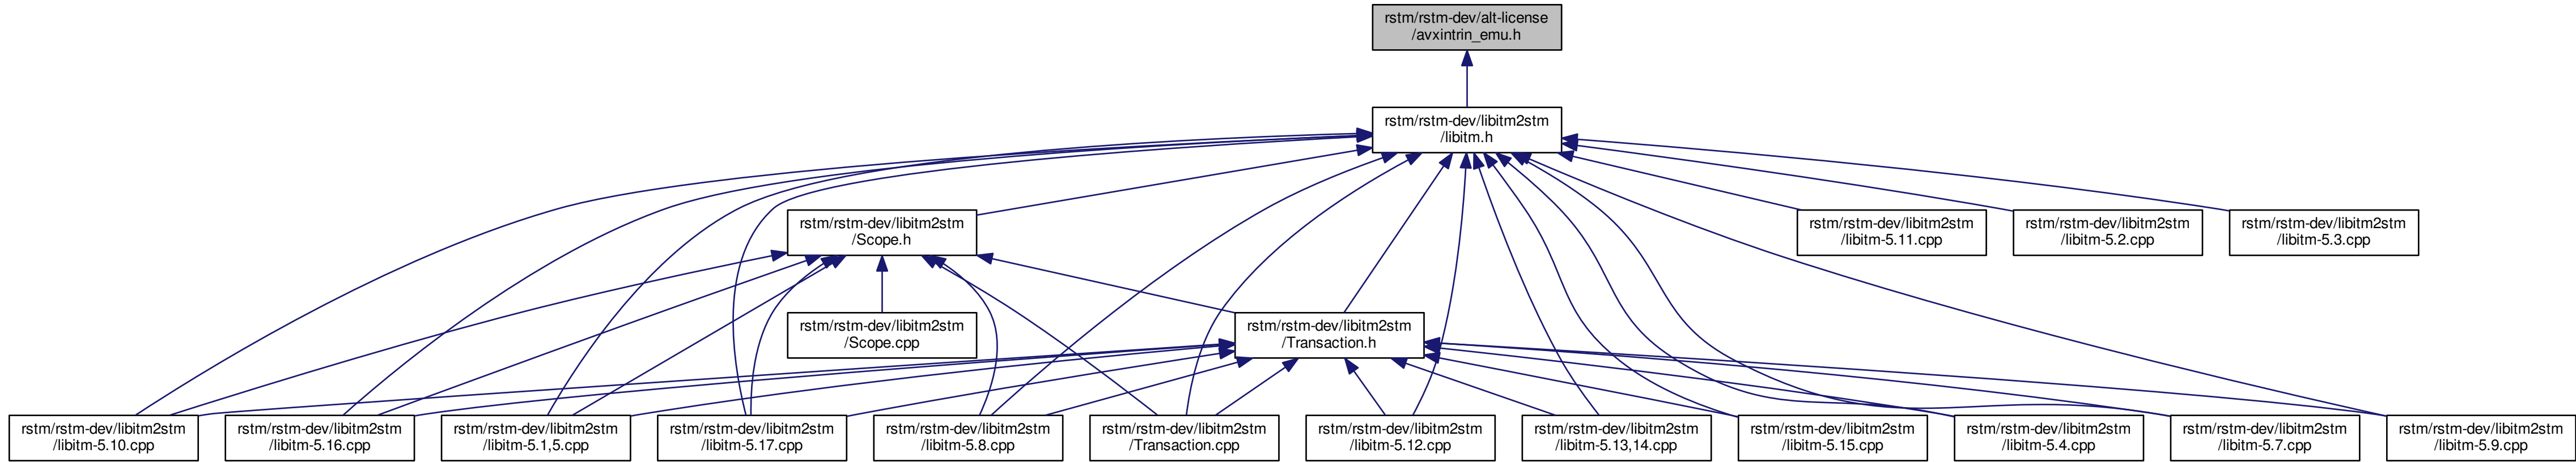 rstm/rstm-dev/alt-license
/avxintrin_emu.h
rstm/rstm-dev/libitm2stm
/libitm.h
rstm/rstm-dev/libitm2stm
/Scope.h
rstm/rstm-dev/libitm2stm
/libitm-5.11.cpp
rstm/rstm-dev/libitm2stm
/libitm-5.2.cpp
rstm/rstm-dev/libitm2stm
/libitm-5.3.cpp
rstm/rstm-dev/libitm2stm
/Scope.cpp
rstm/rstm-dev/libitm2stm
/Transaction.h
rstm/rstm-dev/libitm2stm
/libitm-5.10.cpp
rstm/rstm-dev/libitm2stm
/libitm-5.16.cpp
rstm/rstm-dev/libitm2stm
/libitm-5.1,5.cpp
rstm/rstm-dev/libitm2stm
/libitm-5.17.cpp
rstm/rstm-dev/libitm2stm
/libitm-5.8.cpp
rstm/rstm-dev/libitm2stm
/Transaction.cpp
rstm/rstm-dev/libitm2stm
/libitm-5.12.cpp
rstm/rstm-dev/libitm2stm
/libitm-5.13,14.cpp
rstm/rstm-dev/libitm2stm
/libitm-5.15.cpp
rstm/rstm-dev/libitm2stm
/libitm-5.4.cpp
rstm/rstm-dev/libitm2stm
/libitm-5.7.cpp
rstm/rstm-dev/libitm2stm
/libitm-5.9.cpp